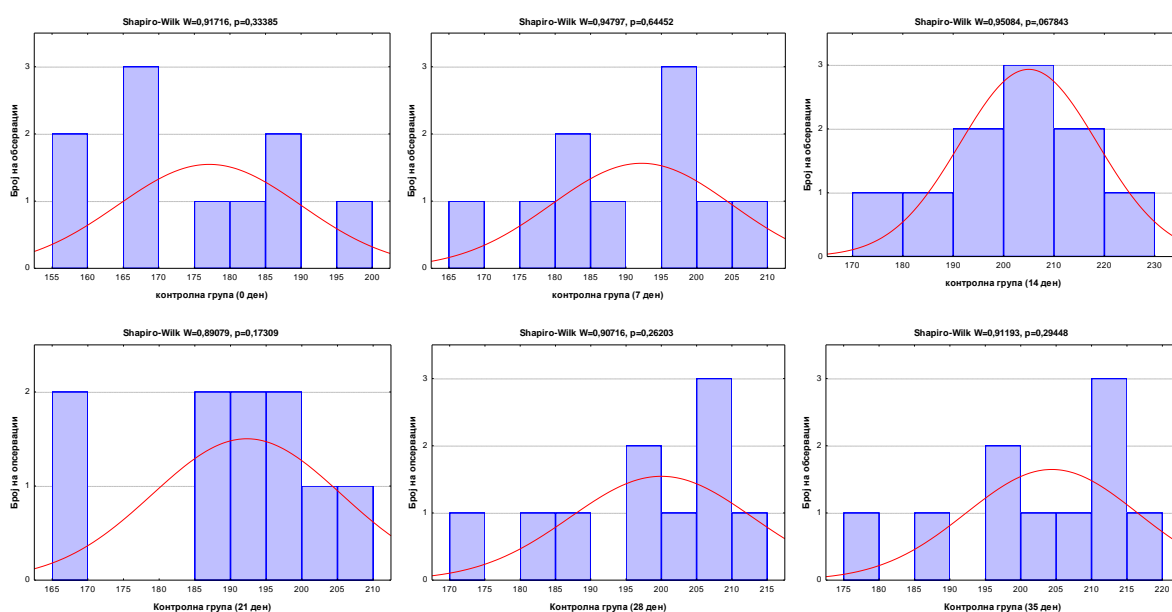 Shapiro-Wilk W=0,91716, p=0,33385
Број на обсервации
3
2
1
0
155 160 165 170 175 180 185 190 195 200
контролна група (0 ден)
Shapiro-Wilk W=0,94797, p=0,64452
Број на обсервации
3
2
1
0
165 170 175 180 185 190 195 200 205 210
контролна група (7 ден)
Shapiro-Wilk W=0,95084, p=,067843
Број на обсервации
3
2
1
0
170 180 190 200 210 220 230
контролна група (14 ден)
Shapiro-Wilk W=0,89079, p=0,17309
Број на опсервации
2
1
0
165 170 175 180 185 190 195 200 205 210
Контролна група (21 ден)
Shapiro-Wilk W=0,90716, p=0,26203
Број на обсервации
3
2
1
0
170 175 180 185 190 195 200 205 210 215
Контролна група (28 ден)
Shapiro-Wilk W=0,91193, p=0,29448
Број на обсервации
3
2
1
0
175 180 185 190 195 200 205 210 215 220
Контролна група (35 ден)